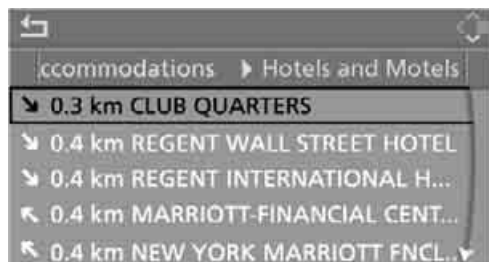 ccommodations Hotels and Motels
0.3 km CLUB QUARTERS
0.4 km REGENT WALL STREET HOTEL
0.4 km REGENT INTERNATIONAL H...
0.4 km MARRIOTT-FINANCIAL CENT...
0.4 km NEW YORK MARRIOTT FNCL..